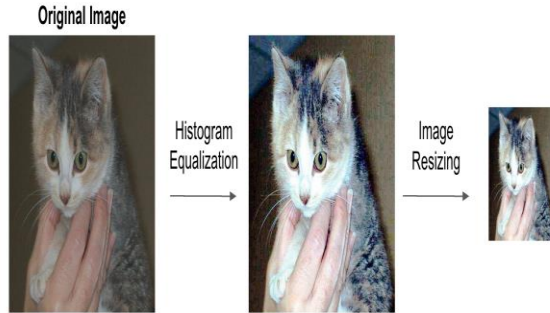 Original Image
Histogram
Equalization
Image
Resizing